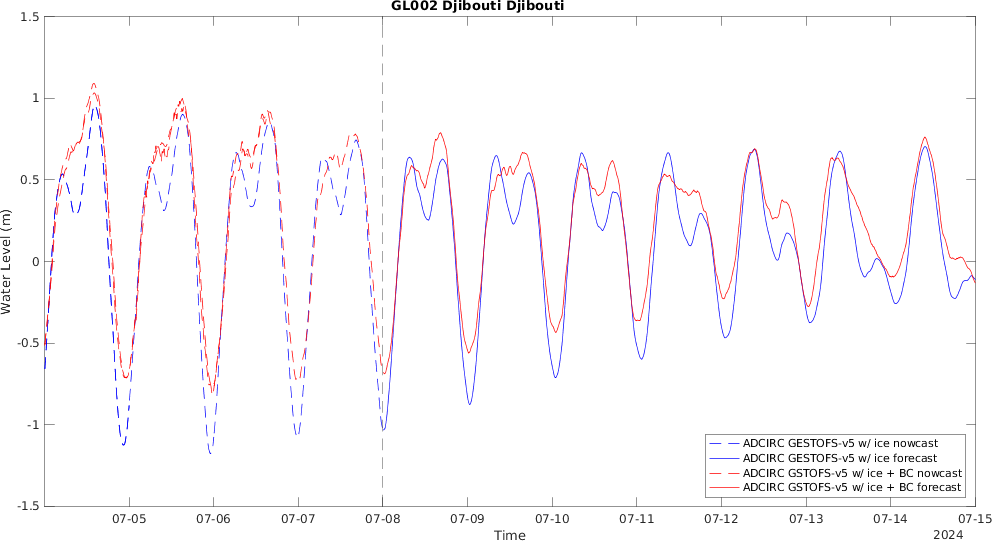 GL002 Djibouti Djibouti
1.5
1
0.5
0
-0.5
-1
-1.5
Water Level (m)
07-05 07-06 07-07 07-08 07-09 07-10 07-11 07-12 07-13 07-14 07-15
Time
2024
ADCIRC GESTOFS-v5 w/ ice nowcast
ADCIRC GESTOFS-v5 w/ ice forecast
ADCIRC GSTOFS-v5 w/ ice + BC nowcast
ADCIRC GSTOFS-v5 w/ ice + BC forecast